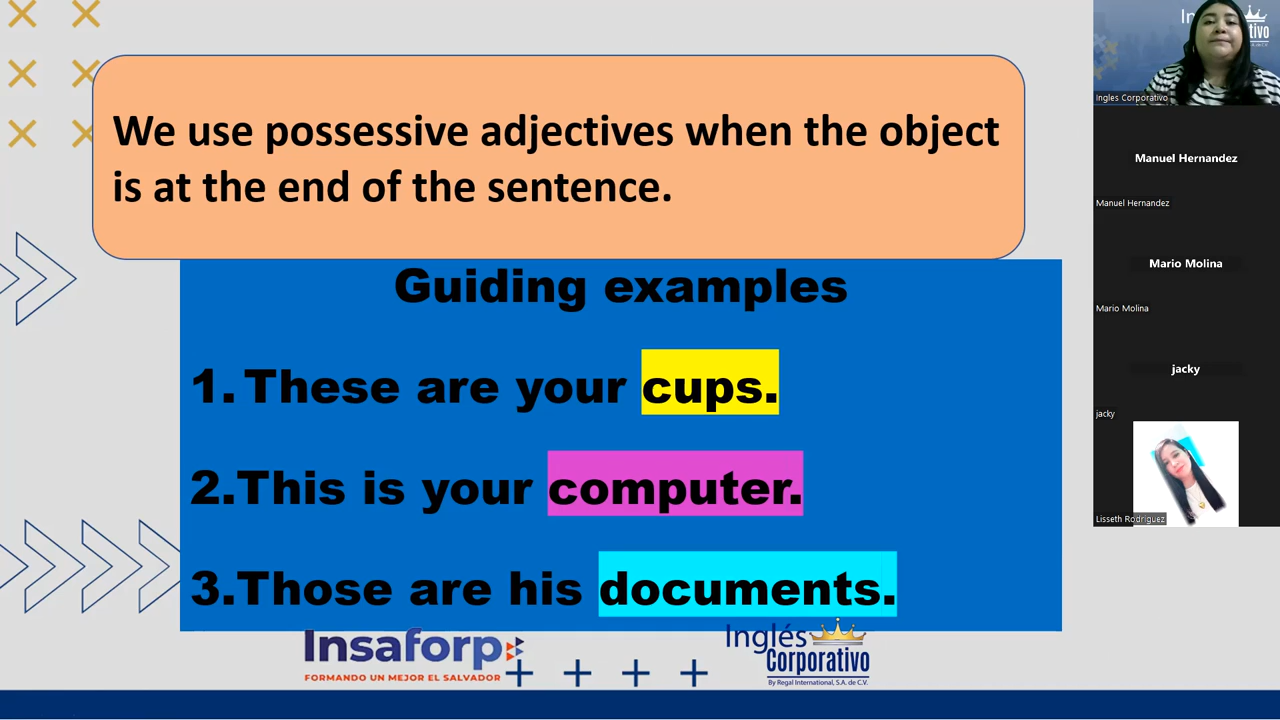 We use possessive adjectives when the object
is at the end of the sentence.
Guiding examples
1. These are your cups.
2.This is your computer.
3.Those are his documents.
Insaforp
FORMANDO UN MEJOR EL SALVADOR
Inglés
Corporativo
By Regal International, S.A. de C.V.
Ingles Corporativo
Manuel Hernandez
Manuel Hernandez
Mario Molina
Mario Molina
jacky
jacky
Lisseth Rodriguez